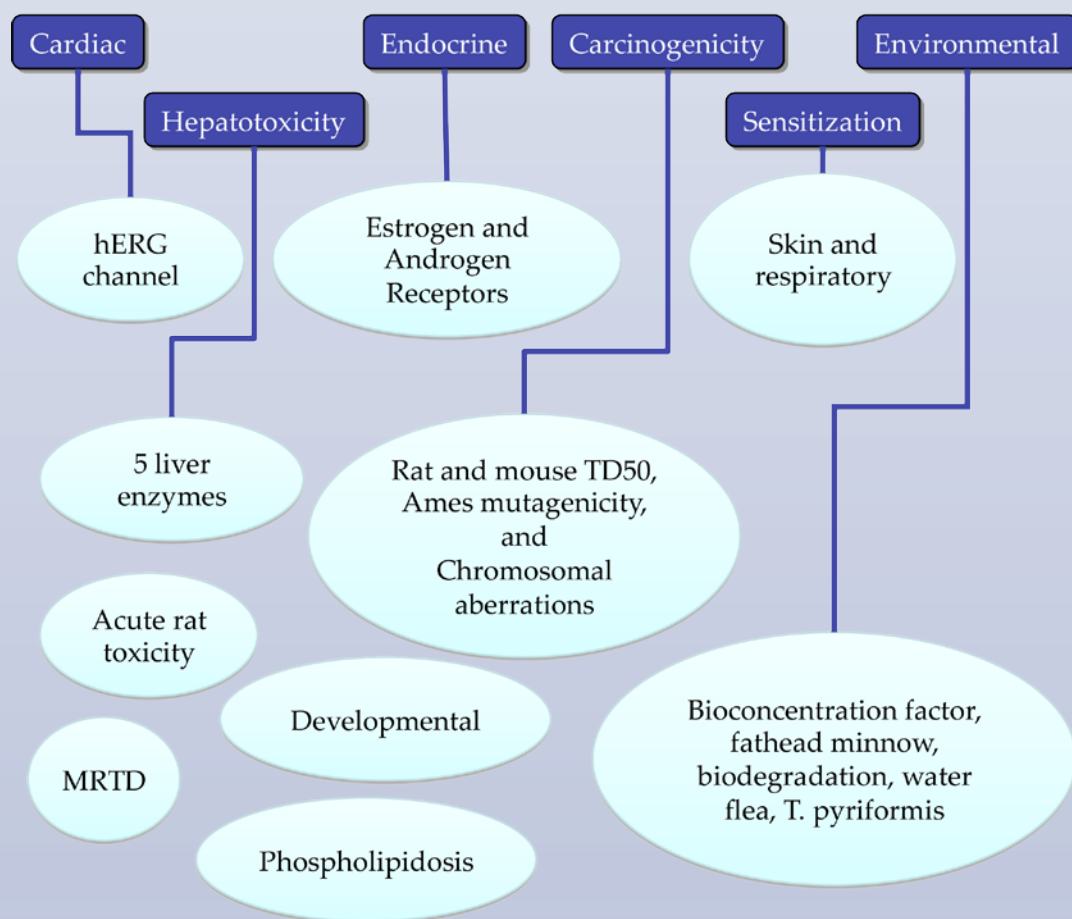 Cardiac
Endocrine
Carcinogenicity
Environmental
Hepatotoxicity
Sensitization
hERG
channel
Estrogen and
Androgen
Receptors
Skin and
respiratory
5 liver
enzymes
Rat and mouse TD50,
Ames mutagenicity,
and
Chromosomal
aberrations
Acute rat
toxicity
Developmental
MRTD
Bioconcentration factor,
fathead minnow,
biodegradation, water
flea, T. pyriformis
Phospholipidosis